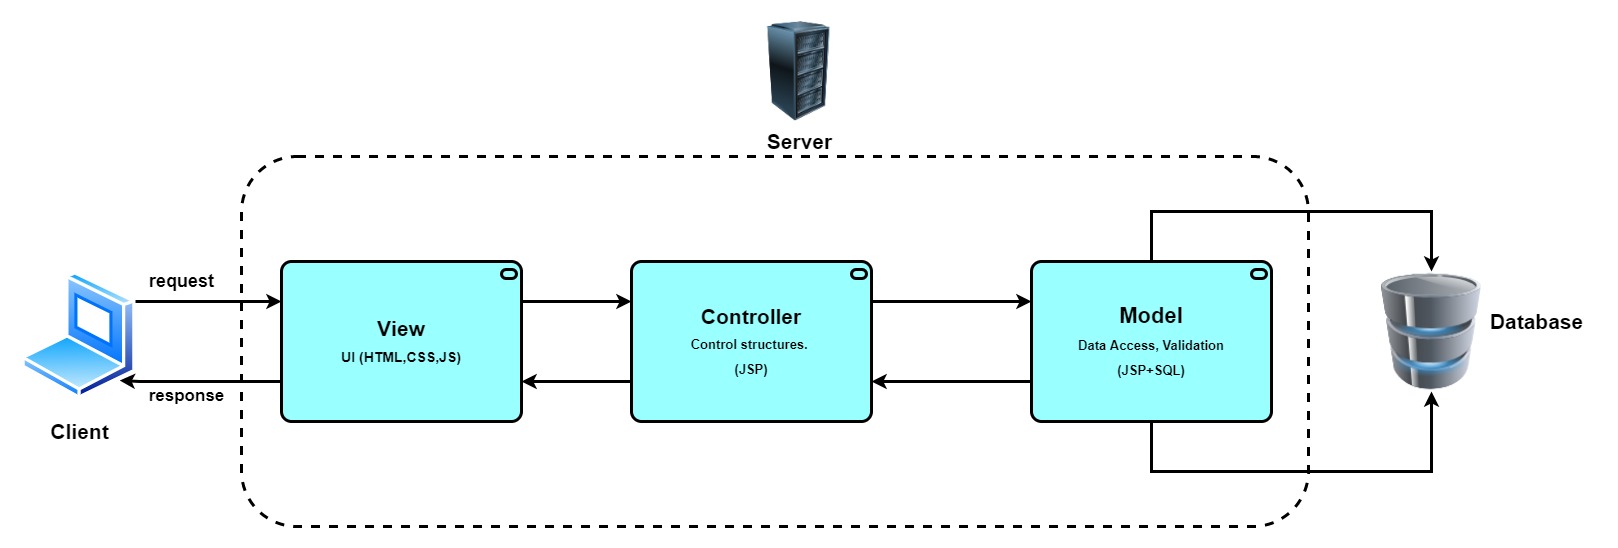 Server
request
response
Client
View
UI (HTML,CSS,JS)
Controller
Control structures.
(JSP)
Model
Data Access, Validation
(JSP+SQL)
Database